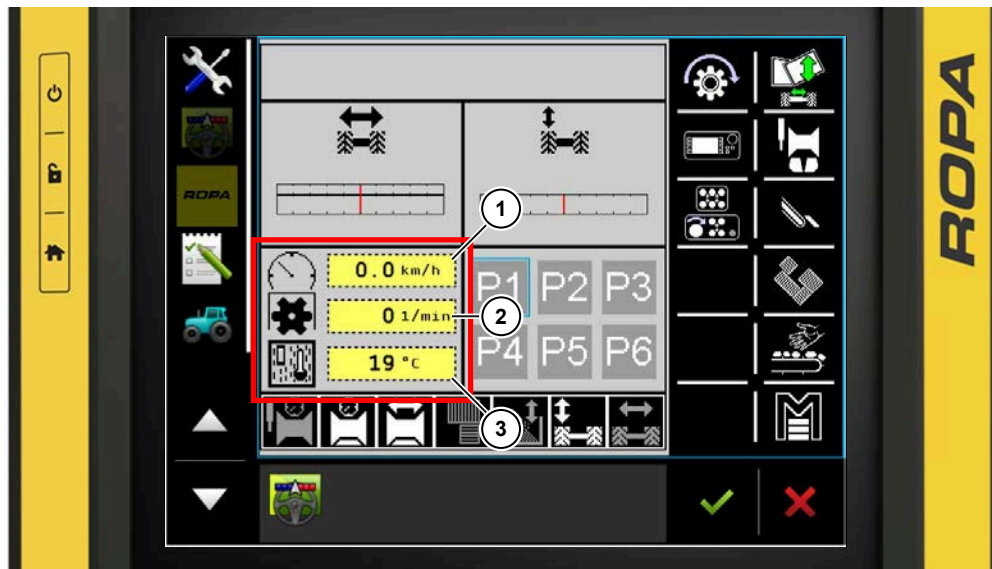 ROPA
ROPA
1
0.0 km/h
P1 P2 P3
2
0 1/min
P4 P5 P6
19 °C
3